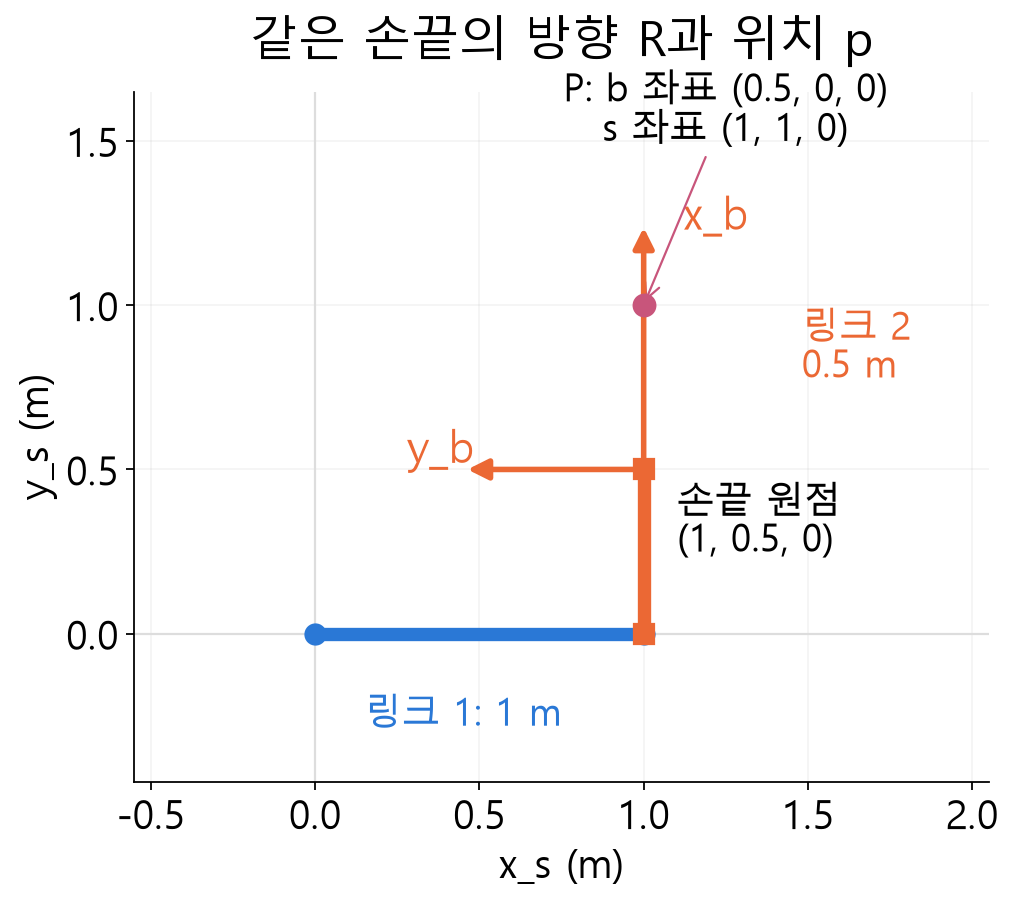 같은 손끝의 방향 R과 위치 p
P: b 좌표 (0.5, 0, 0)
s 좌표 (1, 1, 0)
x_b
링크 2
0.5 m
y_b
손끝 원점
(1, 0.5, 0)
링크 1: 1 m
y_s (m)
1.5
1.0
0.5
0.0
-0.5 0.0 0.5 1.0 1.5 2.0
x_s (m)